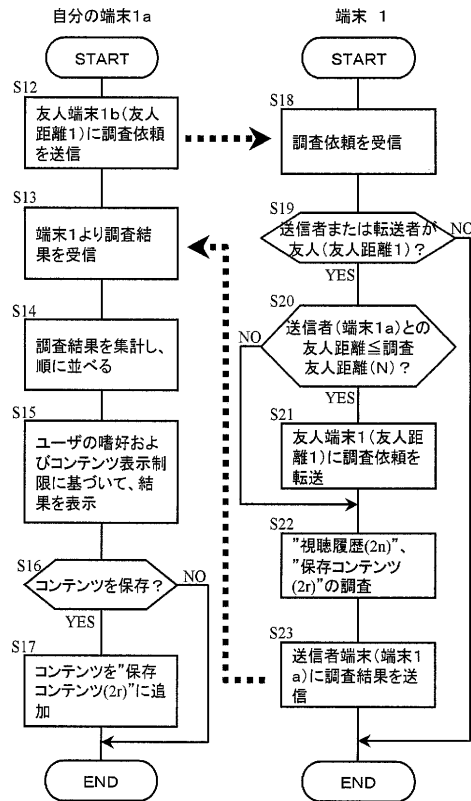 自分の端末1a
START
S12
友人端末1b(友人
距離1)に調査依頼
を送信
S13
端末1より調査結
果を受信
S14
調査結果を集計し、
順に並べる
S15
ユーザの嗜好およ
びコンテンツ表示制
限に基づいて、結
果を表示
S16
コンテンツを保存？
NO
YES
S17
コンテンツを”保存
コンテンツ(2r)”に追
加
END
端末 1
START
S18
調査依頼を受信
S19
送信者または転送者が
友人(友人距離1)？
NO
YES
S20
送信者(端末1a)との
友人距離≦調査
友人距離(N)？
NO
YES
S21
友人端末1(友人距
離1)に調査依頼を
転送
S22
”視聴履歴(2n)”、
”保存コンテンツ
(2r)”の調査
S23
送信者端末(端末1
a)に調査結果を送
信
END